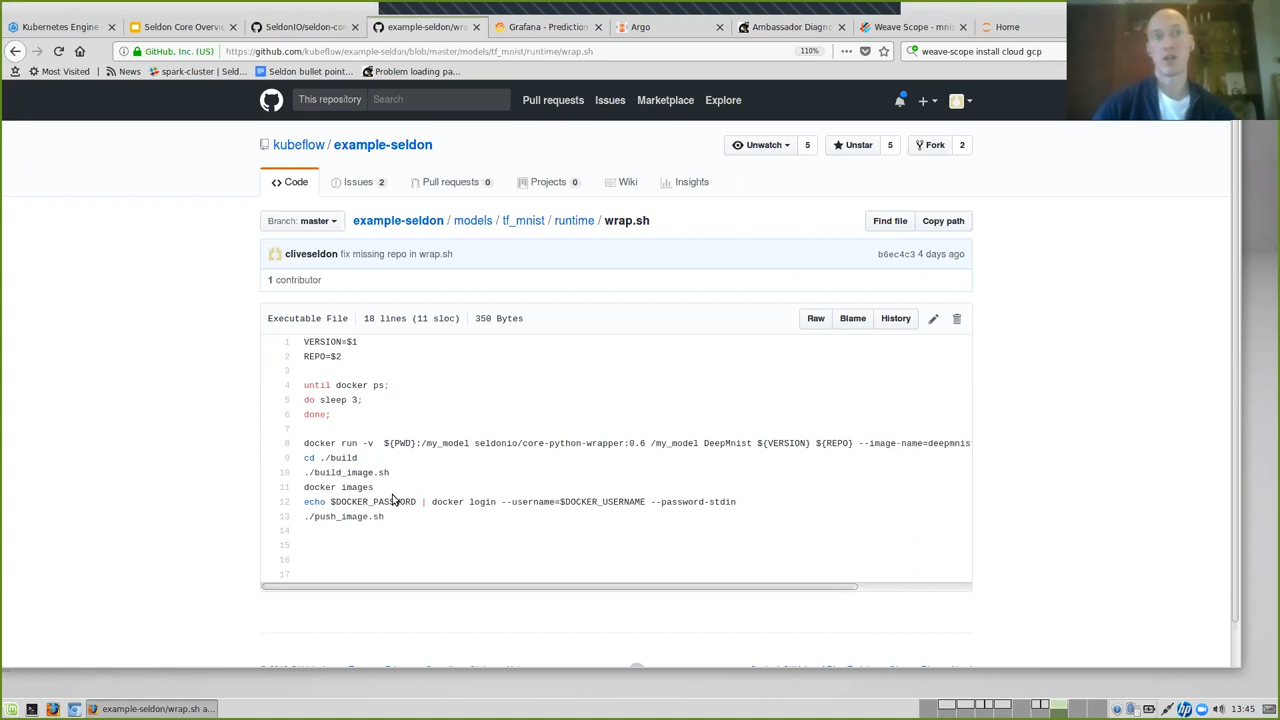 Kubernetes Engine
Seldon Core Overvi
SeldonIO/seldon-co
example-seldon/wra
Grafana - Prediction
Argo
Ambassador Diagn
Weave Scope - mni
Home
GitHub, Inc. (US)
https://github.com/kubeflow/example-seldon/blob/master/models/tf_mnist/runtime/wrap.sh
110%
weave-scope install cloud gcp
Most Visited
News
spark-cluster | Seld...
Seldon bullet point...
Problem loading pa...
This repository
Search
Pull requests
Issues
Marketplace
Explore
kubeflow / example-seldon
Unwatch 5
Unstar 5
Fork 2
Code
Issues 2
Pull requests 0
Projects 0
Wiki
Insights
Branch: master
example-seldon / models / tf_mnist / runtime / wrap.sh
Find file
Copy path
cliveseldon fix missing repo in wrap.sh
b6ec4c3 4 days ago
1 contributor
Executable File
18 lines (11 sloc)
350 Bytes
Raw
Blame
History
1 VERSION=$1
2 REPO=$2
3
4 until docker ps;
5 do sleep 3;
6 done;
7
8 docker run -v ${PWD}:/my_model seldonio/core-python-wrapper:0.6 /my_model DeepMnist ${VERSION} ${REPO} --image-name=deepmnis
9 cd ./build
10 ./build_image.sh
11 docker images
12 echo $DOCKER_PASSWORD | docker login --username=$DOCKER_USERNAME --password-stdin
13 ./push_image.sh
14
15
16
17
example-seldon/wrap.sh a...
13:45